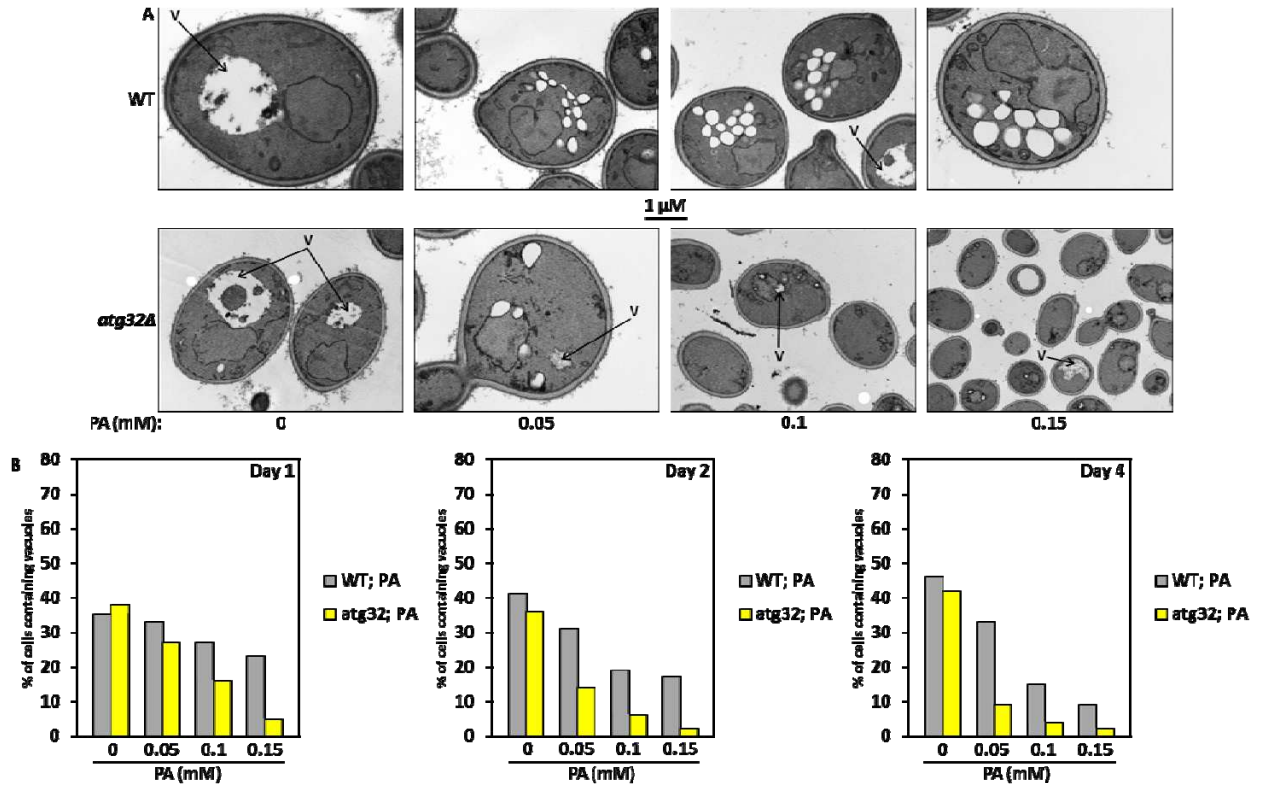 A
V
WT
V
1 μM
V
V
V
V
atg32Δ
PA (mM): 0 0.05 0.1 0.15
B
Day 1
80
70
60
50
40
30
20
10
0
% of cells containing vacuoles
0 0.05 0.1 0.15
PA (mM)
WT; PA
atg32; PA
Day 2
80
70
60
50
40
30
20
10
0
% of cells containing vacuoles
0 0.05 0.1 0.15
PA (mM)
WT; PA
atg32; PA
Day 4
80
70
60
50
40
30
20
10
0
% of cells containing vacuoles
0 0.05 0.1 0.15
PA (mM)
WT; PA
atg32; PA